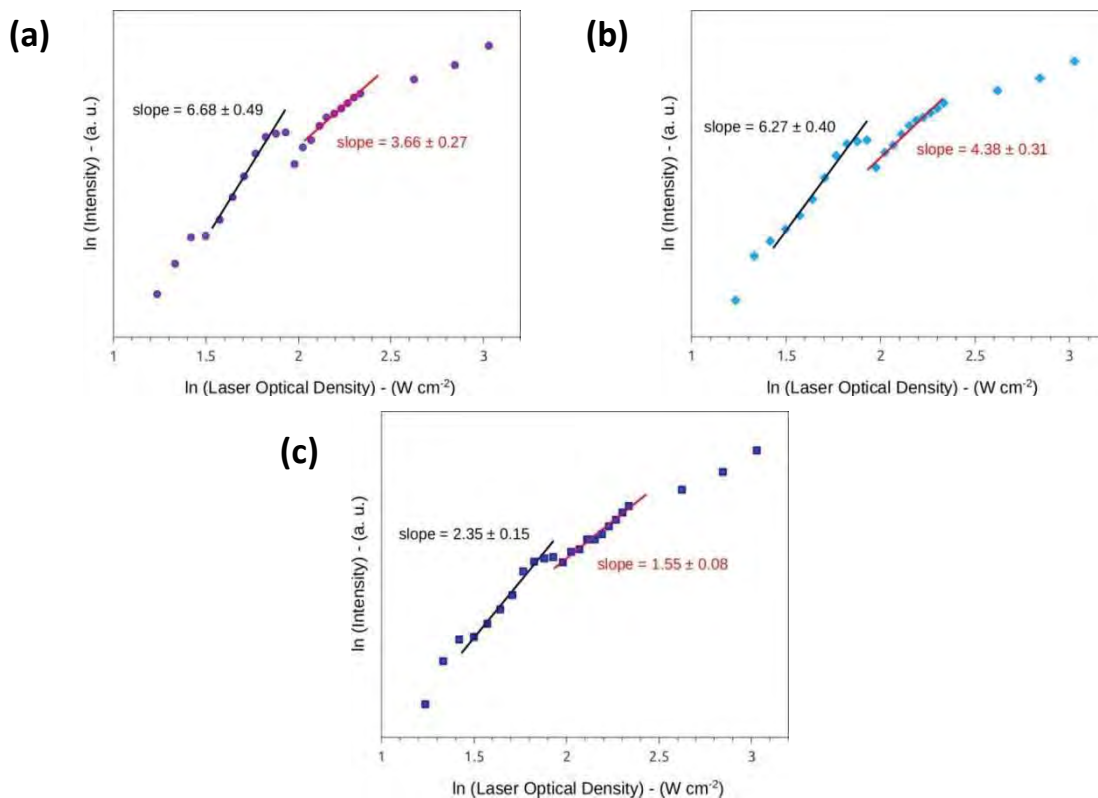 (a)
slope = 6.68 ± 0.49
slope = 3.66 ± 0.27
ln (Intensity) - (a. u.)
1 1.5 2 2.5 3
ln (Laser Optical Density) - (W cm-2)
(b)
slope = 6.27 ± 0.40
slope = 4.38 ± 0.31
ln (Intensity) - (a. u.)
1 1.5 2 2.5 3
ln (Laser Optical Density) - (W cm-2)
(c)
slope = 2.35 ± 0.15
slope = 1.55 ± 0.08
ln (Intensity) - (a. u.)
1 1.5 2 2.5 3
ln (Laser Optical Density) - (W cm-2)